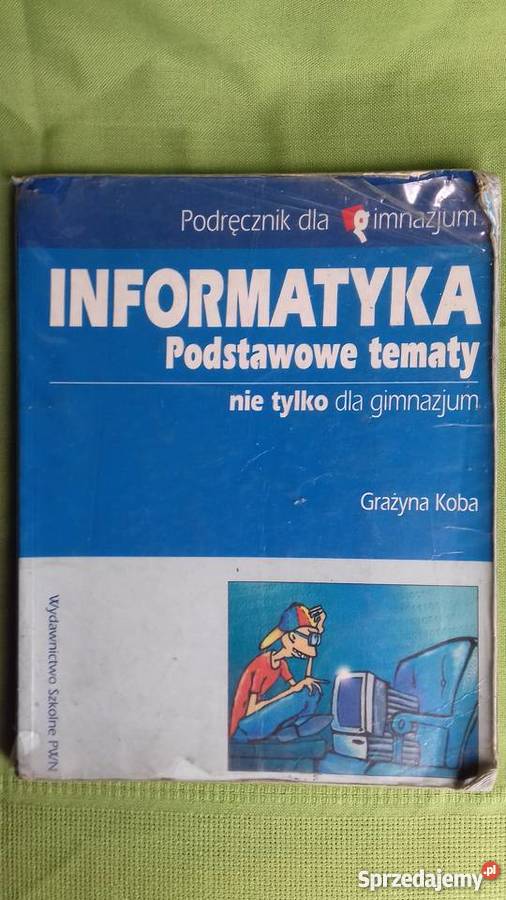 Podręcznik dla gimnazjum
INFORMATYKA
Podstawowe tematy
nie tylko dla gimnazjum
Grażyna Koba
Wydawnictwo Szkolne PWN
Sprzedajemy.pl